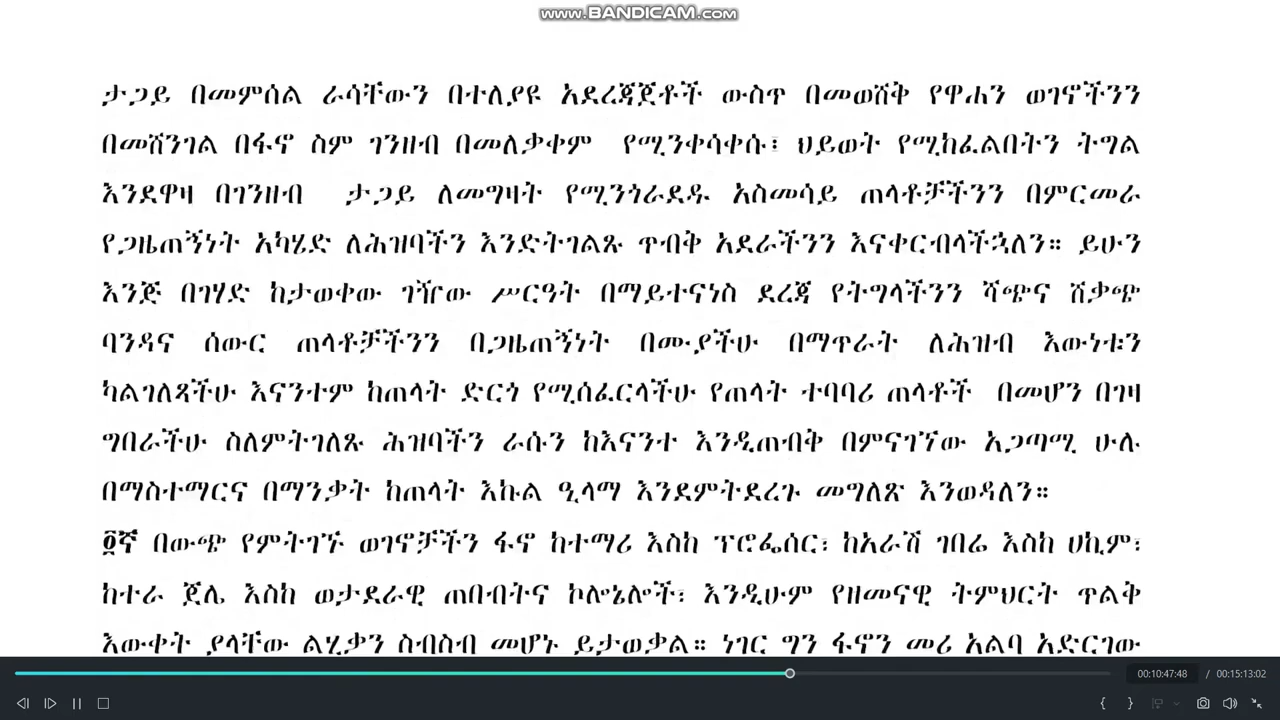 www.BANDICAM.com
ታጋይ በመምሰል ራሳቸውን በተለያዩ አደረጃጀቶች ውስጥ በመወሸቅ የዋሐን ወገኖችንን
በመሸንገል በፋኖ ስም ገንዘብ በመለቃቀም የሚንቀሳቀሱ፤ ህይወት የሚከፈልበትን ትግል
እንደዋዛ በገንዘብ ታጋይ ለመግዛት የሚንጎራደዱ አስመሳይ ጠላቶቻችንን በምርመራ
የጋዜጠኝነት አካሄድ ለሕዝባችን እንድትገልጹ ጥብቅ አደራችንን እናቀርብላችኋለን። ይሁን
እንጅ በገሃድ ከታወቀው ገዥው ሥርዓት በማይተናነስ ደረጃ የትግላችንን ሻጭና ሸቃጭ
ባንዳና ሰውር ጠላቶቻችንን በጋዜጠኝነት በሙያችሁ በማጥራት ለሕዝብ እውነቱን
ካልገለጻችሁ እናንተም ከጠላት ድርጎ የሚሰፈርላችሁ የጠላት ተባባሪ ጠላቶች በመሆን በገዛ
ግበራችሁ ስለምትገለጹ ሕዝባችን ራሱን ከእናንተ እንዲጠብቅ በምናገኘው አጋጣሚ ሁሉ
በማስተማርና በማንቃት ከጠላት እኩል ዒላማ እንደምትደረጉ መግለጽ እንወዳለን።
፬ኛ በውጭ የምትገኙ ወገኖቻችን ፋኖ ከተማሪ እስከ ፕሮፌሰር፣ ከአራሽ ገበሬ እስከ ሀኪም፣
ከተራ ጀሌ እስከ ወታደራዊ ጠበብትና ኮሎኔሎች፣ እንዲሁም የዘመናዊ ትምህርት ጥልቅ
እውቀት ያላቸው ልሂቃን ስብስብ መሆኑ ይታወቃል። ነገር ግን ፋኖን መሪ አልባ አድርገው
00:10:47:48 / 00:15:13:02